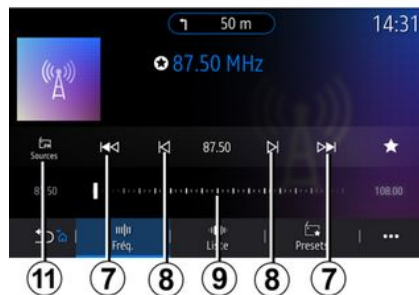 50 m
14:31
87.50 MHz
Sources
87.50
87.50
108.00
Fréq.
Liste
Presets
11
7
8
9
8
7